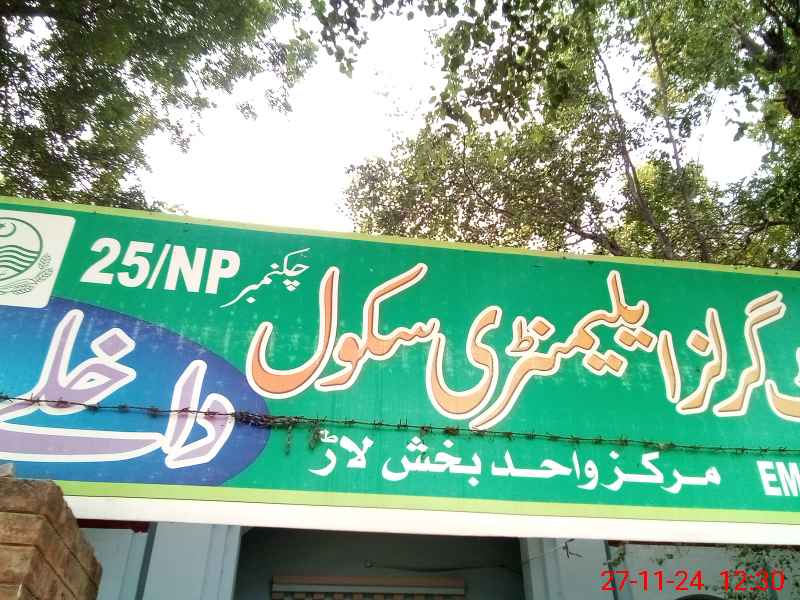 گرلز ایلیمنٹری سکول چکنمبر 25/NP
داخلے
مرکز واحد بخش لاڑ
EM
27-11-24 12:30